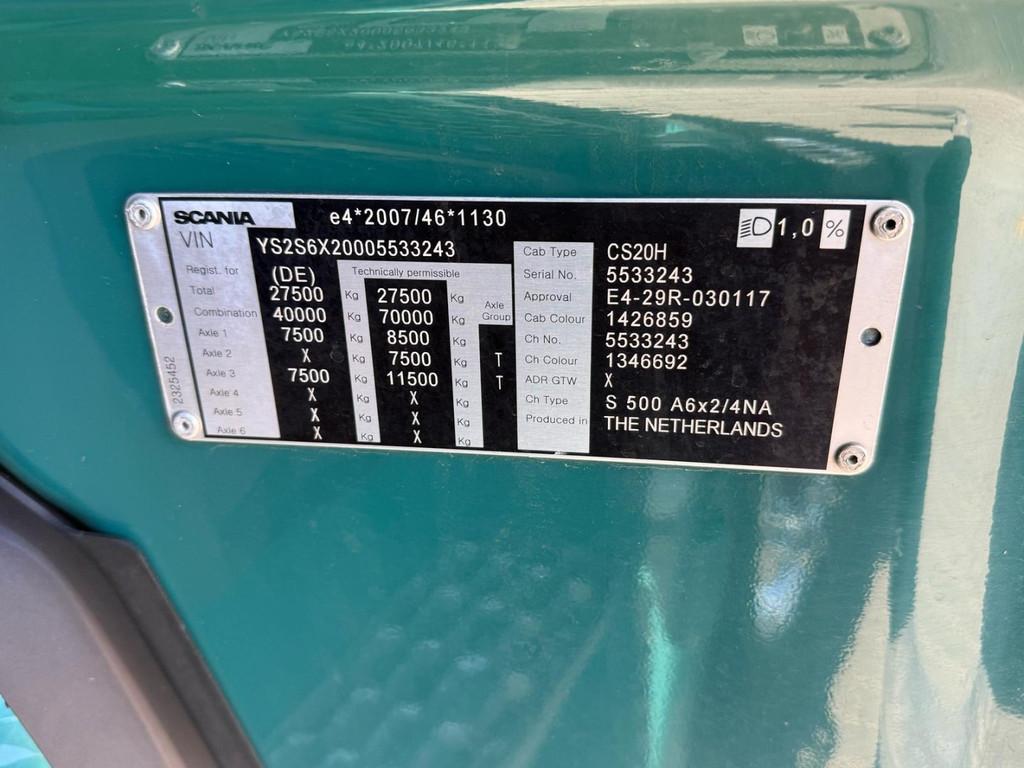 SCANIA e4*2007/46*1130 1,0 %
VIN YS2S6X20005533243
Regist. for (DE) Technically permissible
Total 27500 Kg 27500 Kg Axle Group
Combination 40000 Kg 70000 Kg
Axle 1 7500 Kg 8500 Kg
Axle 2 X Kg 7500 Kg T
Axle 3 7500 Kg 11500 Kg T
Axle 4 X Kg X Kg
Axle 5 X Kg X Kg
Axle 6 X Kg X Kg
Cab Type CS20H
Serial No. 5533243
Approval E4-29R-030117
Cab Colour 1426859
Ch No. 5533243
Ch Colour 1346692
ADR GTW X
Ch Type S 500 A6x2/4NA
Produced in THE NETHERLANDS
2325452